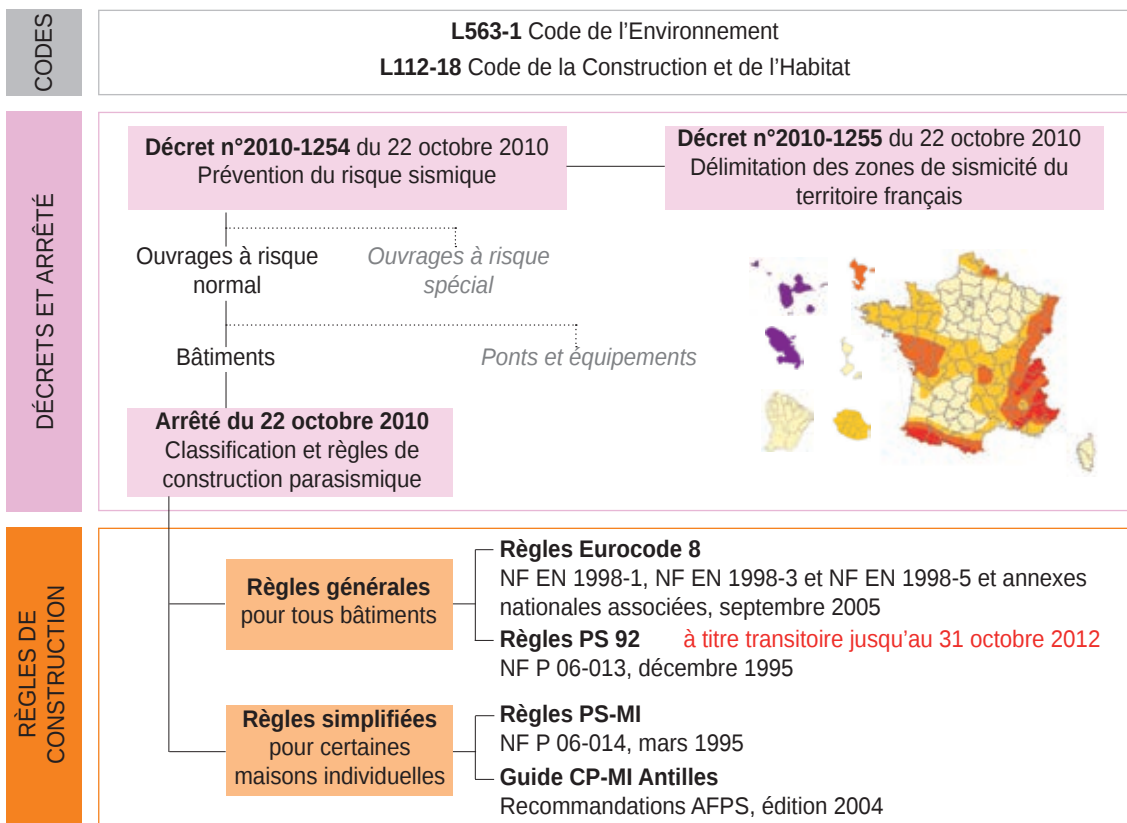 CODES
L563-1 Code de l’Environnement
L112-18 Code de la Construction et de l’Habitat
DÉCRETS ET ARRÊTÉ
Décret n°2010-1254 du 22 octobre 2010
Prévention du risque sismique
Décret n°2010-1255 du 22 octobre 2010
Délimitation des zones de sismicité du
territoire français
Ouvrages à risque
normal
Ouvrages à risque
spécial
Bâtiments
Ponts et équipements
Arrêté du 22 octobre 2010
Classification et règles de
construction parasismique
RÈGLES DE
CONSTRUCTION
Règles générales
pour tous bâtiments
Règles Eurocode 8
NF EN 1998-1, NF EN 1998-3 et NF EN 1998-5 et annexes
nationales associées, septembre 2005
Règles PS 92 à titre transitoire jusqu’au 31 octobre 2012
NF P 06-013, décembre 1995
Règles simplifiées
pour certaines
maisons individuelles
Règles PS-MI
NF P 06-014, mars 1995
Guide CP-MI Antilles
Recommandations AFPS, édition 2004